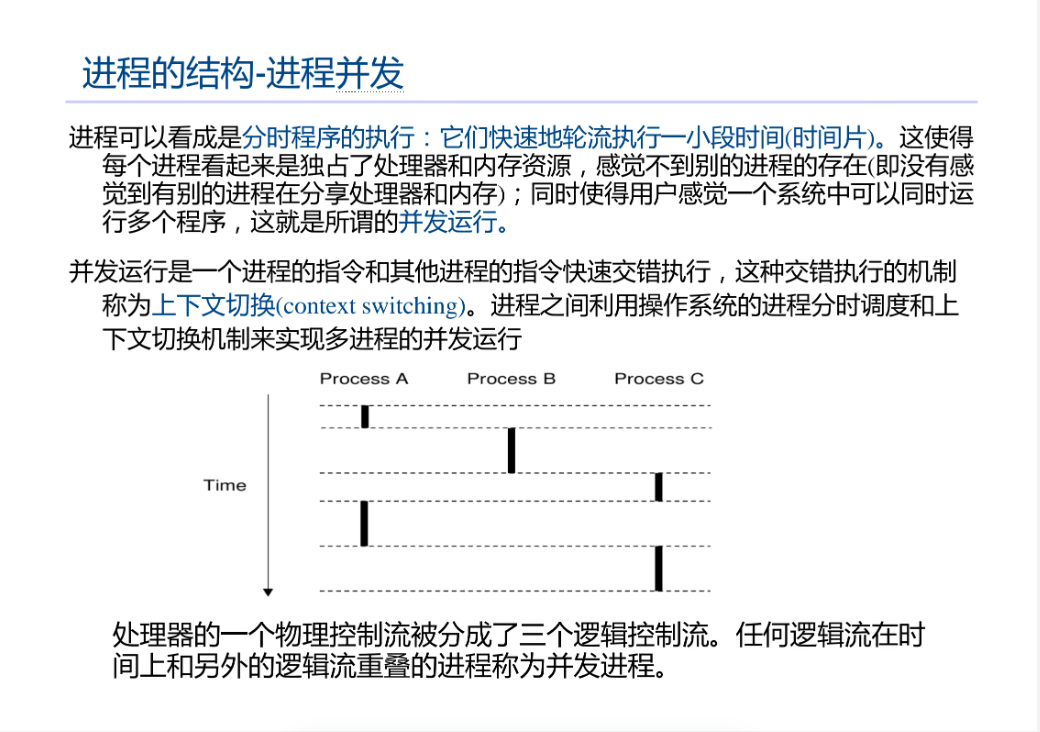 进程的结构-进程并发
进程可以看成是分时程序的执行：它们快速地轮流执行一小段时间(时间片)。这使得
每个进程看起来是独占了处理器和内存资源，感觉不到别的进程的存在(即没有感
觉到有别的进程在分享处理器和内存)；同时使得用户感觉一个系统中可以同时运
行多个程序，这就是所谓的并发运行。
并发运行是一个进程的指令和其他进程的指令快速交错执行，这种交错执行的机制
称为上下文切换(context switching)。进程之间利用操作系统的进程分时调度和上
下文切换机制来实现多进程的并发运行
Process A Process B Process C
Time
处理器的一个物理控制流被分成了三个逻辑控制流。任何逻辑流在时
间上和另外的逻辑流重叠的进程称为并发进程。